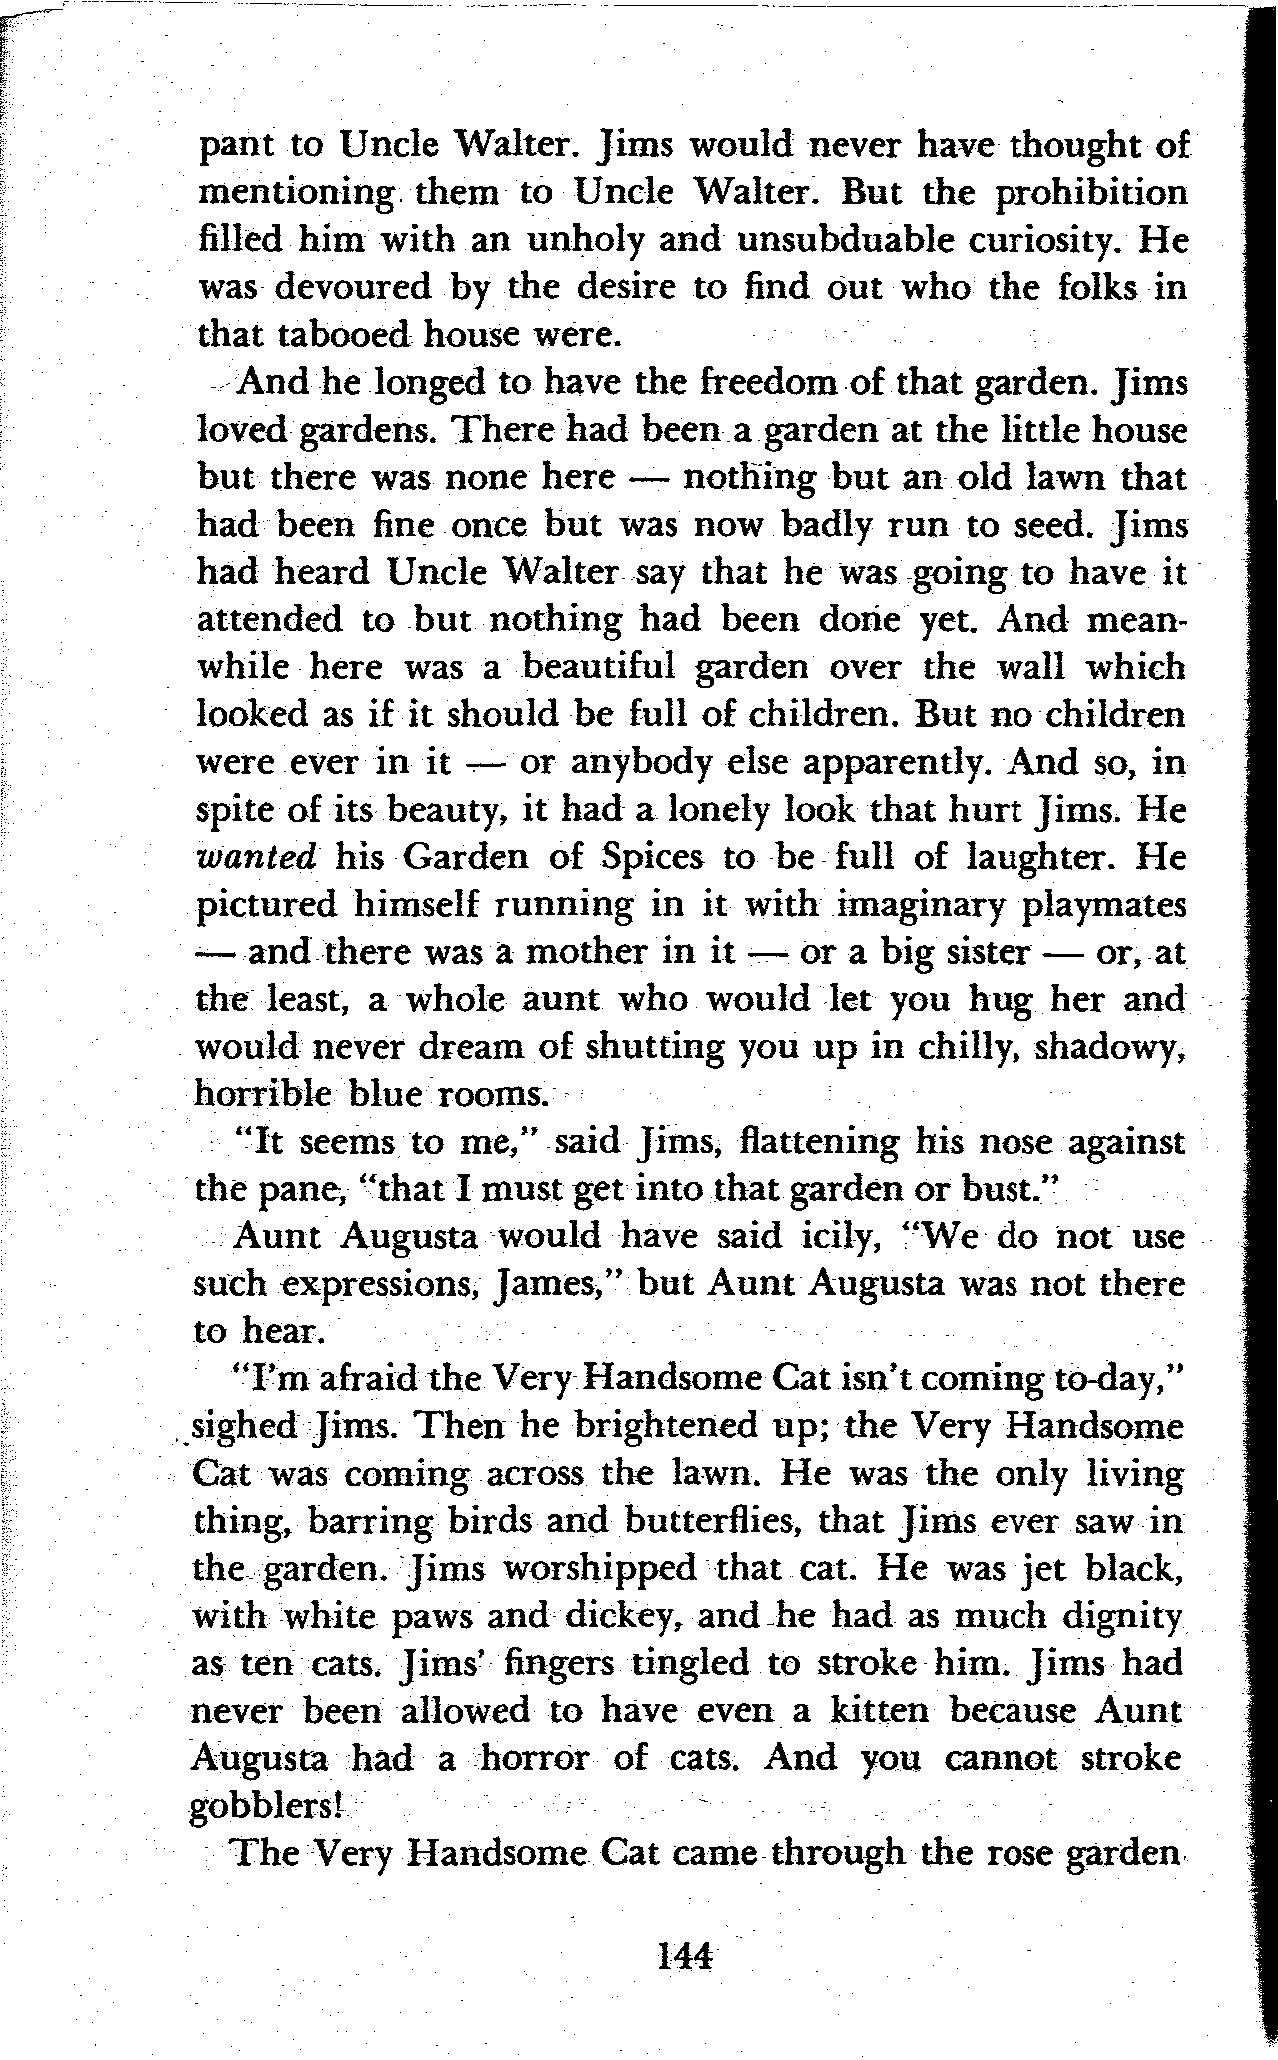 pant to Uncle Walter. Jims would never have thought of
mentioning them to Uncle Walter. But the prohibition
filled him with an unholy and unsubduable curiosity. He
was devoured by the desire to find out who the folks in
that tabooed house were.
And he longed to have the freedom of that garden. Jims
loved gardens. There had been a garden at the little house
but there was none here — nothing but an old lawn that
had been fine once but was now badly run to seed. Jims
had heard Uncle Walter say that he was going to have it
attended to but nothing had been done yet. And mean-
while here was a beautiful garden over the wall which
looked as if it should be full of children. But no children
were ever in it — or anybody else apparently. And so, in
spite of its beauty, it had a lonely look that hurt Jims. He
wanted his Garden of Spices to be full of laughter. He
pictured himself running in it with imaginary playmates
— and there was a mother in it — or a big sister — or, at
the least, a whole aunt who would let you hug her and
would never dream of shutting you up in chilly, shadowy,
horrible blue rooms.
“It seems to me,” said Jims, flattening his nose against
the pane, “that I must get into that garden or bust.”
Aunt Augusta would have said icily, “We do not use
such expressions, James,” but Aunt Augusta was not there
to hear.
“I’m afraid the Very Handsome Cat isn’t coming to-day,”
sighed Jims. Then he brightened up; the Very Handsome
Cat was coming across the lawn. He was the only living
thing, barring birds and butterflies, that Jims ever saw in
the garden. Jims worshipped that cat. He was jet black,
with white paws and dickey, and he had as much dignity
as ten cats. Jims’ fingers tingled to stroke him. Jims had
never been allowed to have even a kitten because Aunt
Augusta had a horror of cats. And you cannot stroke
gobblers!
The Very Handsome Cat came through the rose garden
144